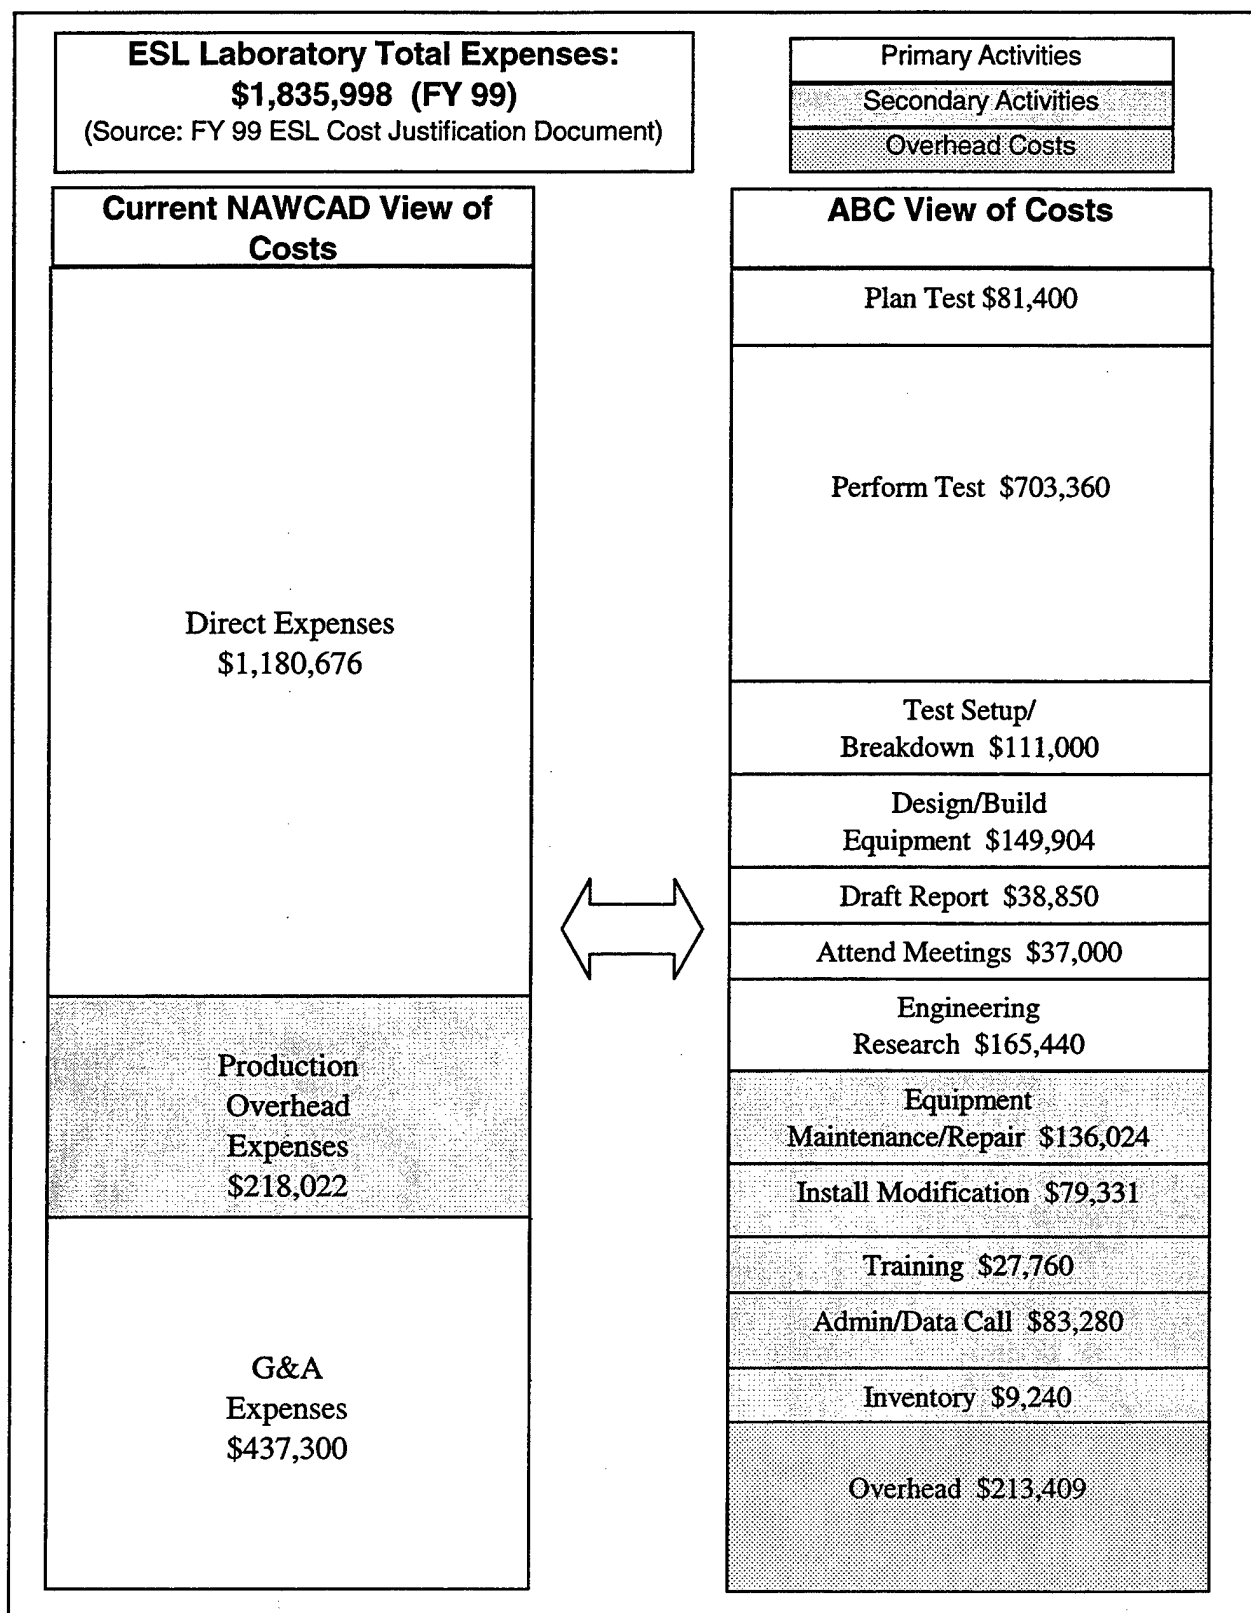 ESL Laboratory Total Expenses:
$1,835,998 (FY 99)
(Source: FY 99 ESL Cost Justification Document)
Primary Activities
Secondary Activities
Overhead Costs
Current NAWCAD View of
Costs
Direct Expenses
$1,180,676
Production
Overhead
Expenses
$218,022
G&A
Expenses
$437,300
ABC View of Costs
Plan Test $81,400
Perform Test $703,360
Test Setup/
Breakdown $111,000
Design/Build
Equipment $149,904
Draft Report $38,850
Attend Meetings $37,000
Engineering
Research $165,440
Equipment
Maintenance/Repair $136,024
Install Modification $79,331
Training $27,760
Admin/Data Call $83,280
Inventory $9,240
Overhead $213,409